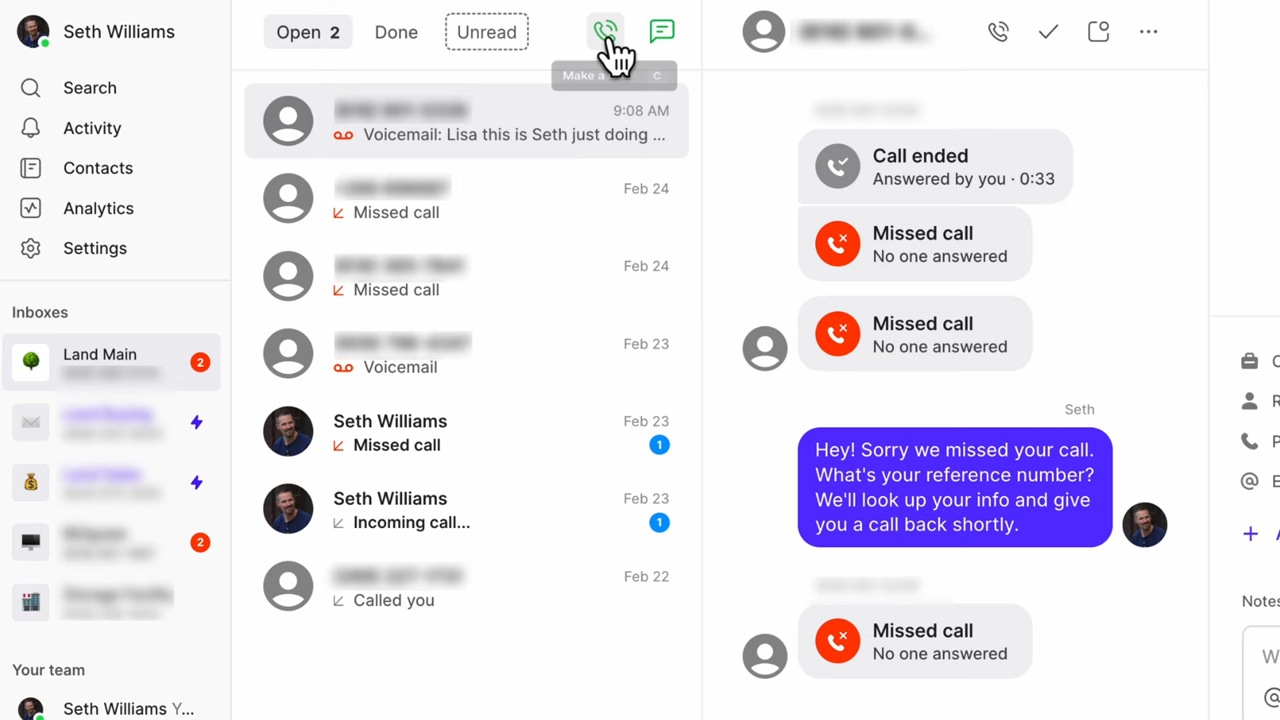 Seth Williams
Search
Activity
Contacts
Analytics
Settings
Inboxes
Land Main
2
2
Your team
Seth Williams Y...
Open 2
Done
Unread
Make a
C
9:08 AM
Voicemail: Lisa this is Seth just doing ...
Feb 24
Missed call
Feb 24
Missed call
Feb 23
Voicemail
Seth Williams
Feb 23
Missed call
1
Seth Williams
Feb 23
Incoming call...
1
Feb 22
Called you
Call ended
Answered by you · 0:33
Missed call
No one answered
Missed call
No one answered
Seth
Hey! Sorry we missed your call.
What's your reference number?
We'll look up your info and give
you a call back shortly.
Missed call
No one answered
Notes